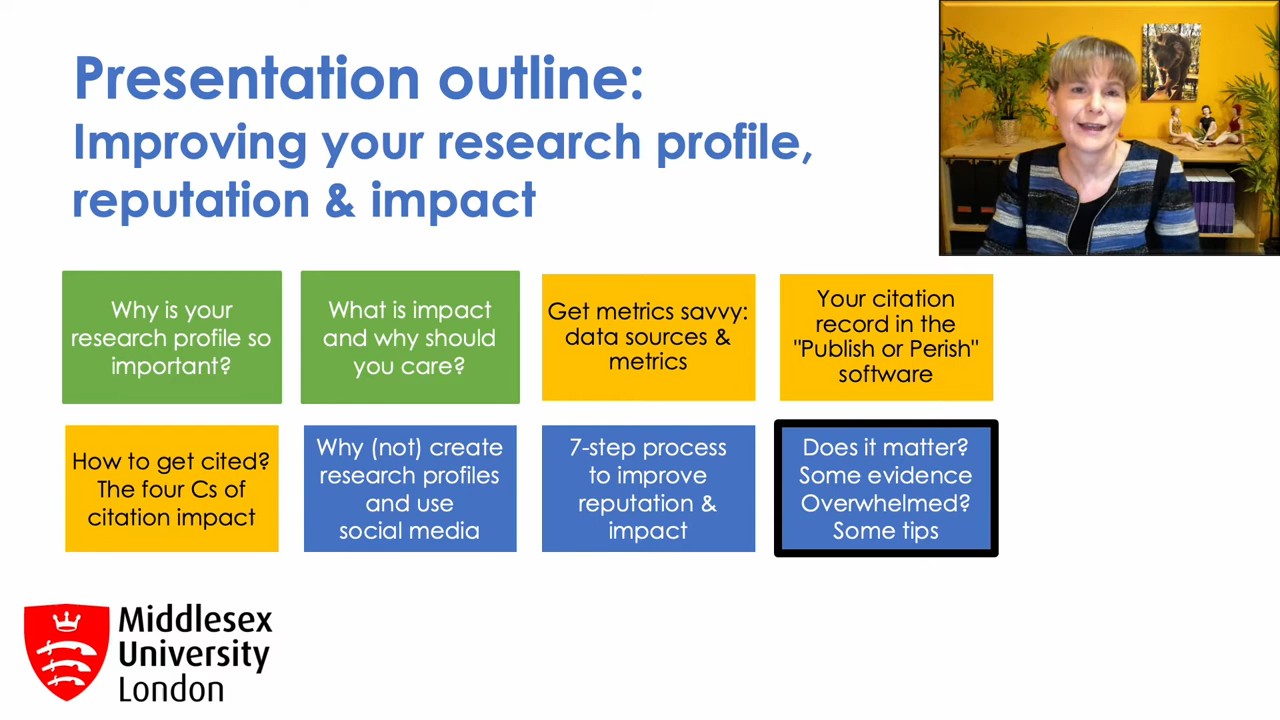 Presentation outline:
Improving your research profile,
reputation & impact
Why is your
research profile so
important?
What is impact
and why should
you care?
Get metrics savvy:
data sources &
metrics
Your citation
record in the
"Publish or Perish"
software
How to get cited?
The four Cs of
citation impact
Why (not) create
research profiles
and use
social media
7-step process
to improve
reputation &
impact
Does it matter?
Some evidence
Overwhelmed?
Some tips
Middlesex
University
London